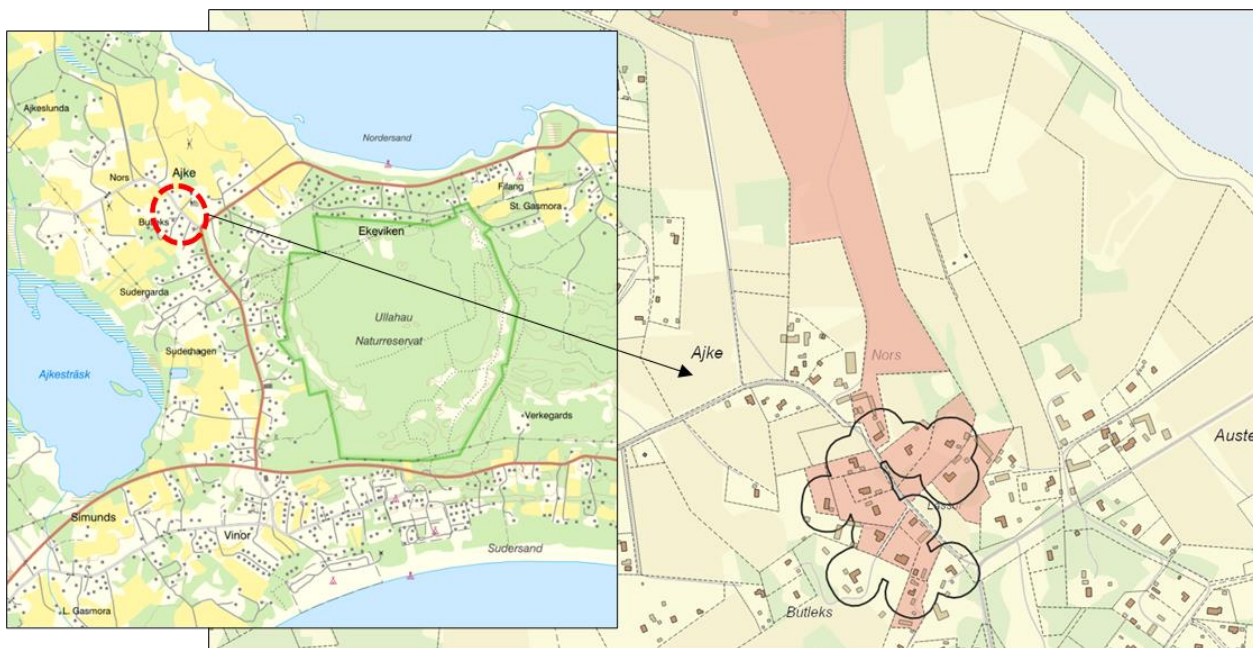 Nordersand
Ajkeslunda
Nors
Ajke
Butleks
Filang
St. Gasmora
Ekeviken
Sudergarda
Ullahau
Naturreservat
Suderhagen
Ajkesträsk
Verkegards
Simunds
Vinor
Sudersand
L. Gasmora
Ajke
Nors
Auste
Butleks